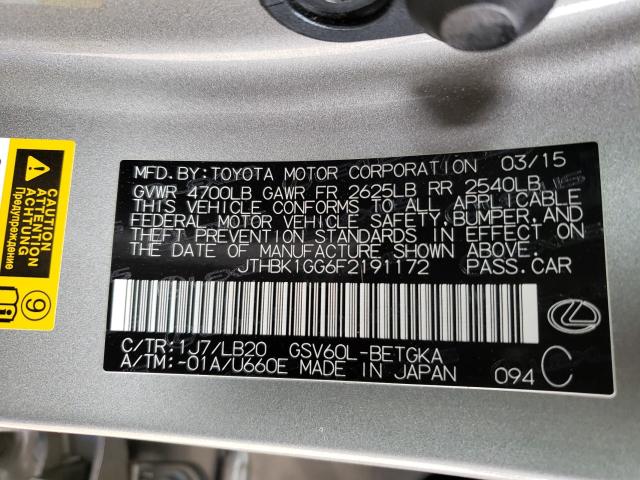 MFD. BY: TOYOTA MOTOR CORPORATION 03/15
GVWR 4700LB GAWR FR 2625LB RR 2540LB
THIS VEHICLE CONFORMS TO ALL APPLICABLE
FEDERAL MOTOR VEHICLE SAFETY, BUMPER, AND
THEFT PREVENTION STANDARDS IN EFFECT ON
THE DATE OF MANUFACTURE SHOWN ABOVE.
JTHBK1GG6F2191172 PASS.CAR
C/TR:1J7/LB20 GSV60L-BETGKA
A/TM:-01A/U660E MADE IN JAPAN 094 C
CAUTION
ATTENTION
Предупреждение
9